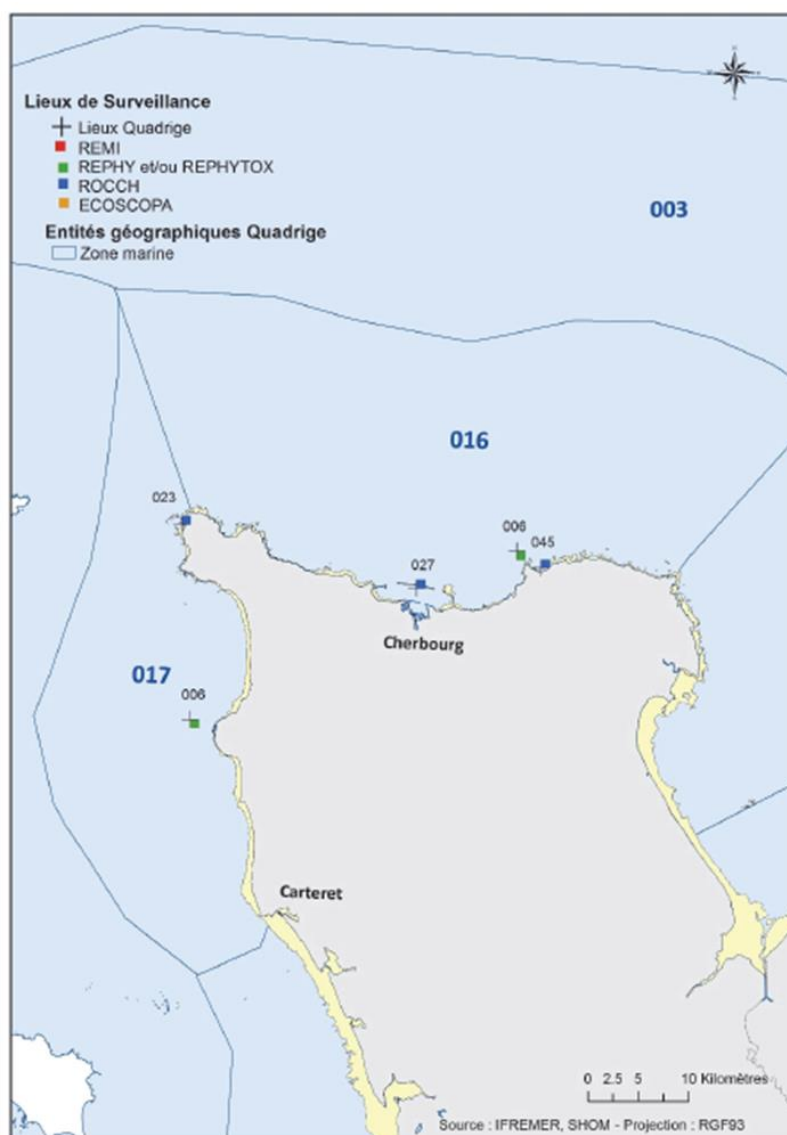 Lieux de Surveillance
Lieux Quadrige
REMI
REPHY et/ou REPHYTOX
ROCCH
ECOSCOPA
Entités géographiques Quadrige
Zone marine
003
016
023
006
045
027
Cherbourg
017
006
Carteret
0 2.5 5 10 Kilomètres
Source : IFREMER, SHOM - Projection : RGF93